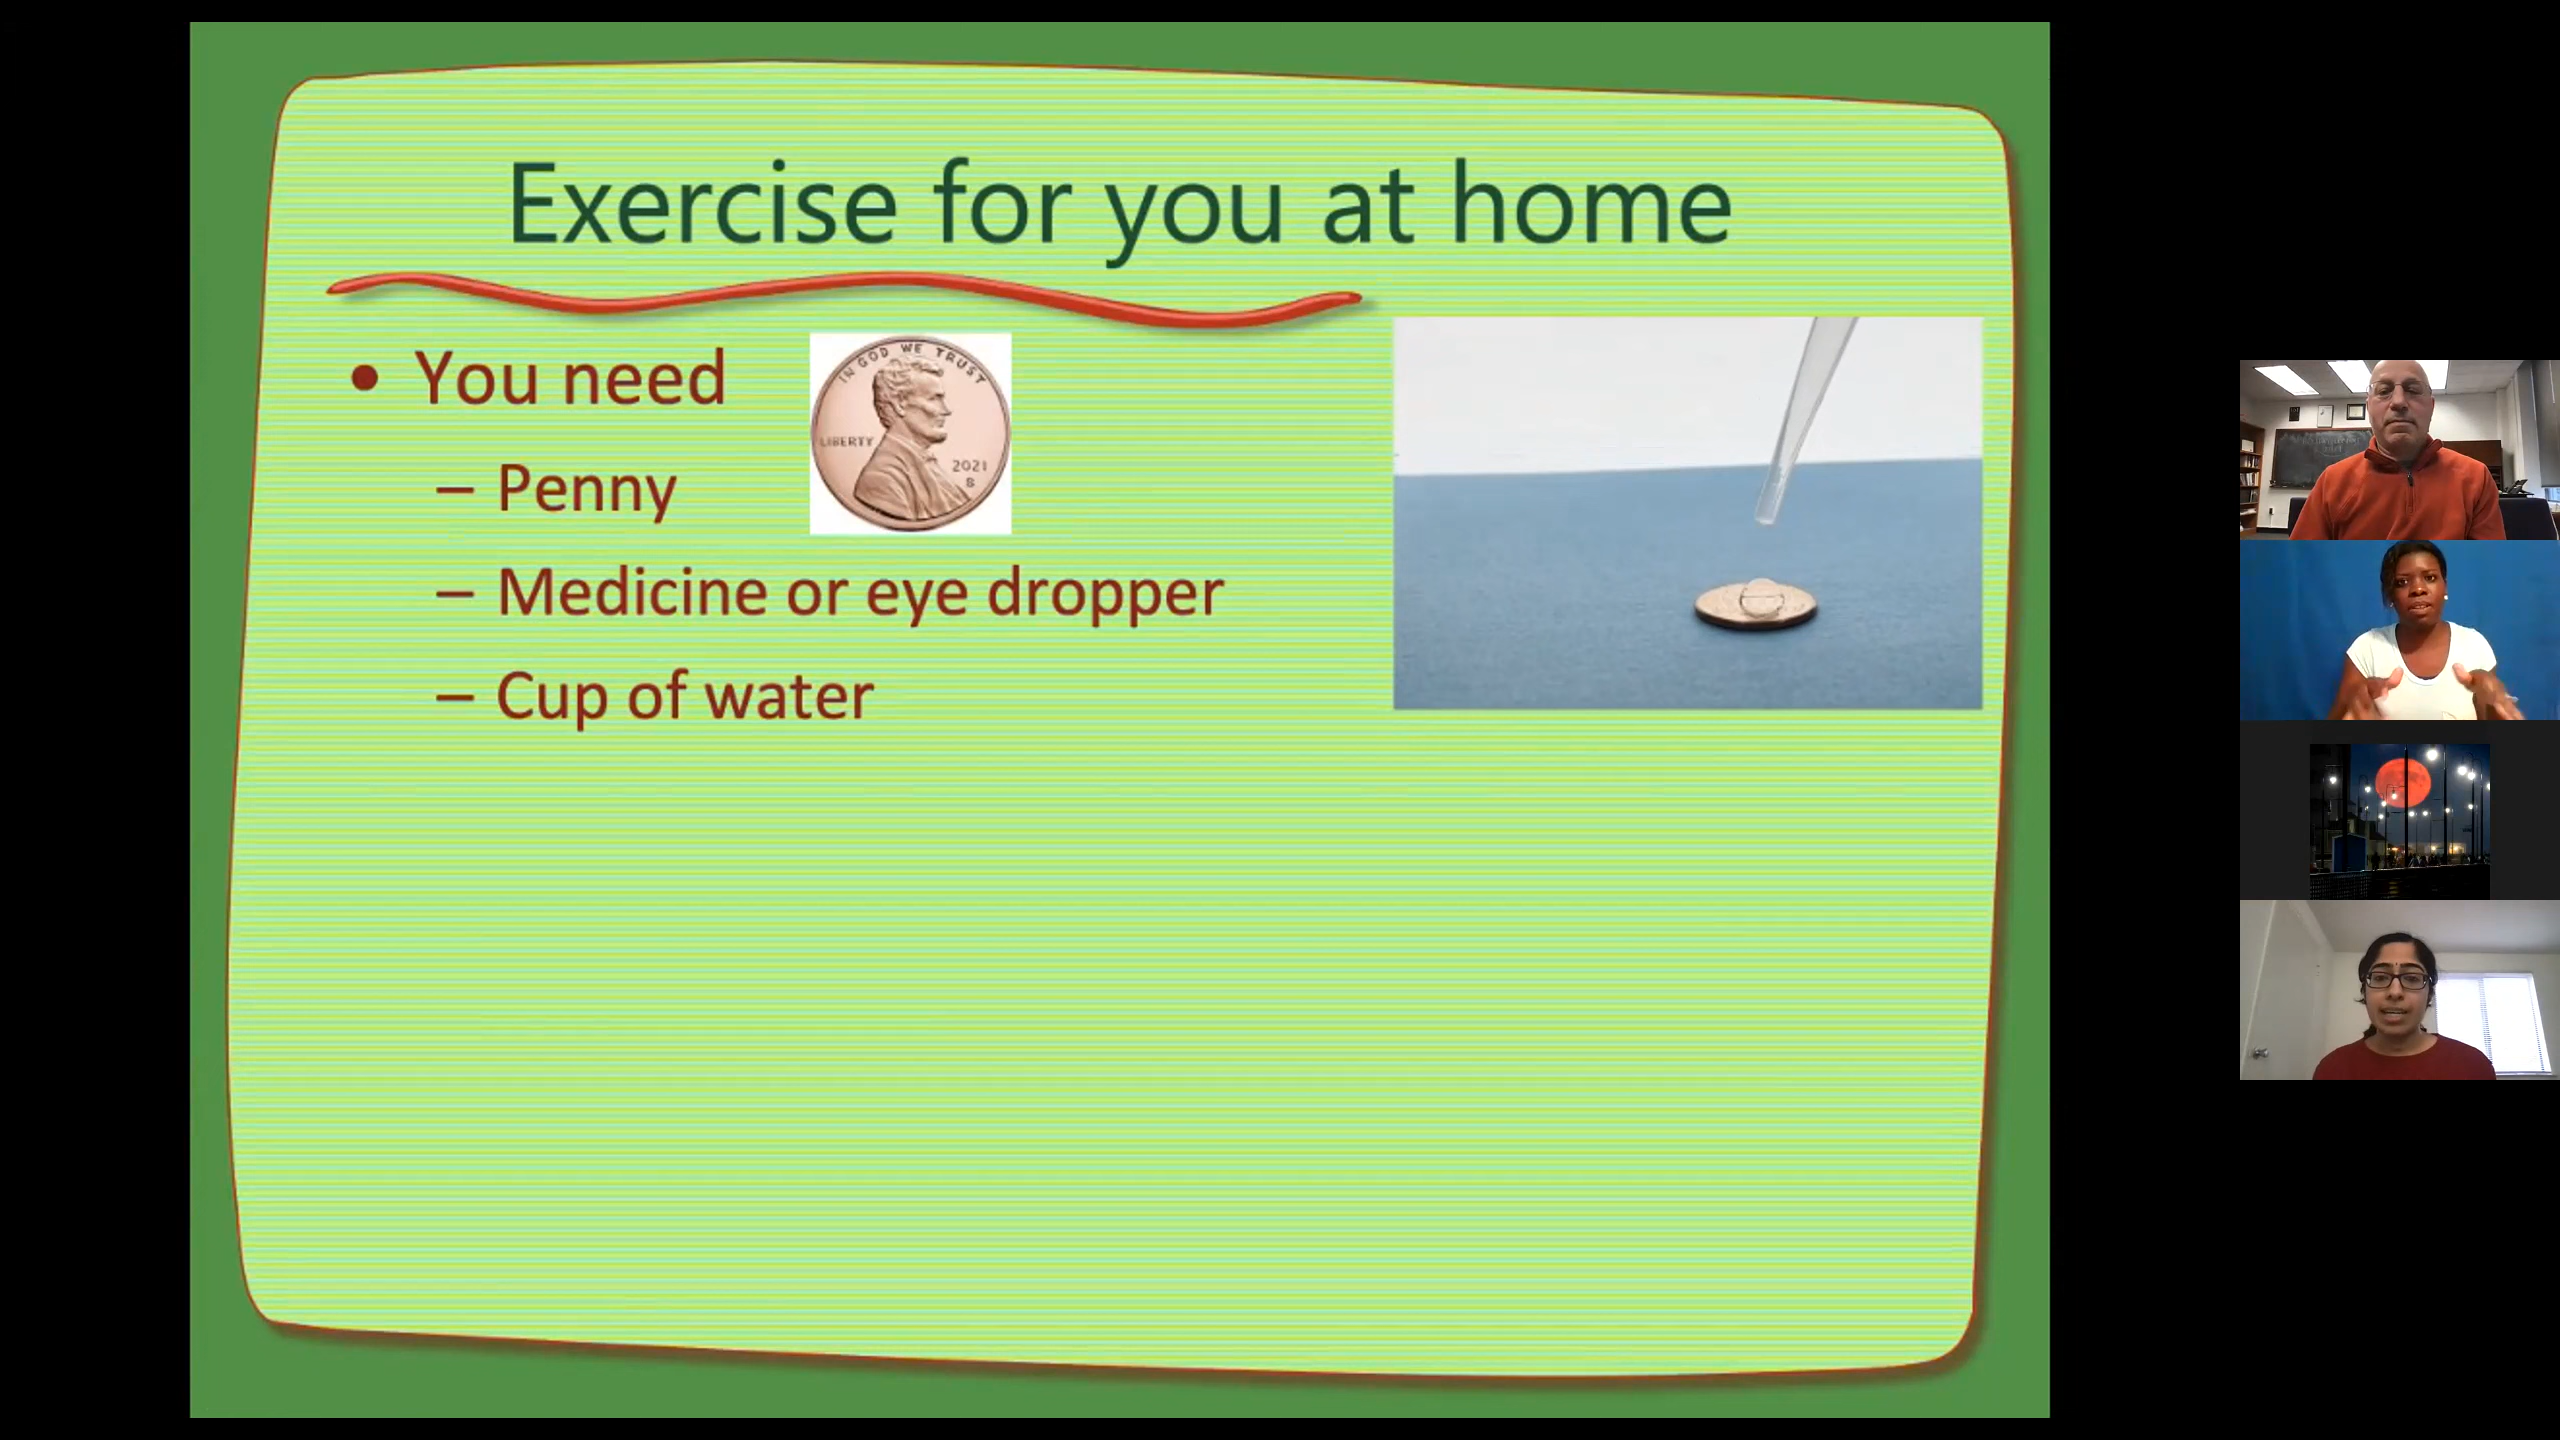 Exercise for you at home
• You need
– Penny
– Medicine or eye dropper
– Cup of water
IN GOD WE TRUST
LIBERTY
2021